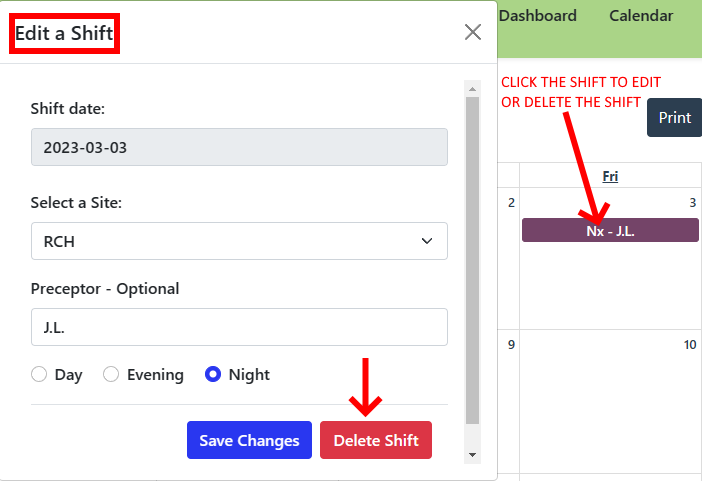 Edit a Shift
Dashboard Calendar
CLICK THE SHIFT TO EDIT
OR DELETE THE SHIFT
Print
Shift date:
2023-03-03
Select a Site:
RCH
Preceptor - Optional
J.L.
Day Evening Night
Save Changes Delete Shift
Fri
2 3
Nx - J.L.
9 10